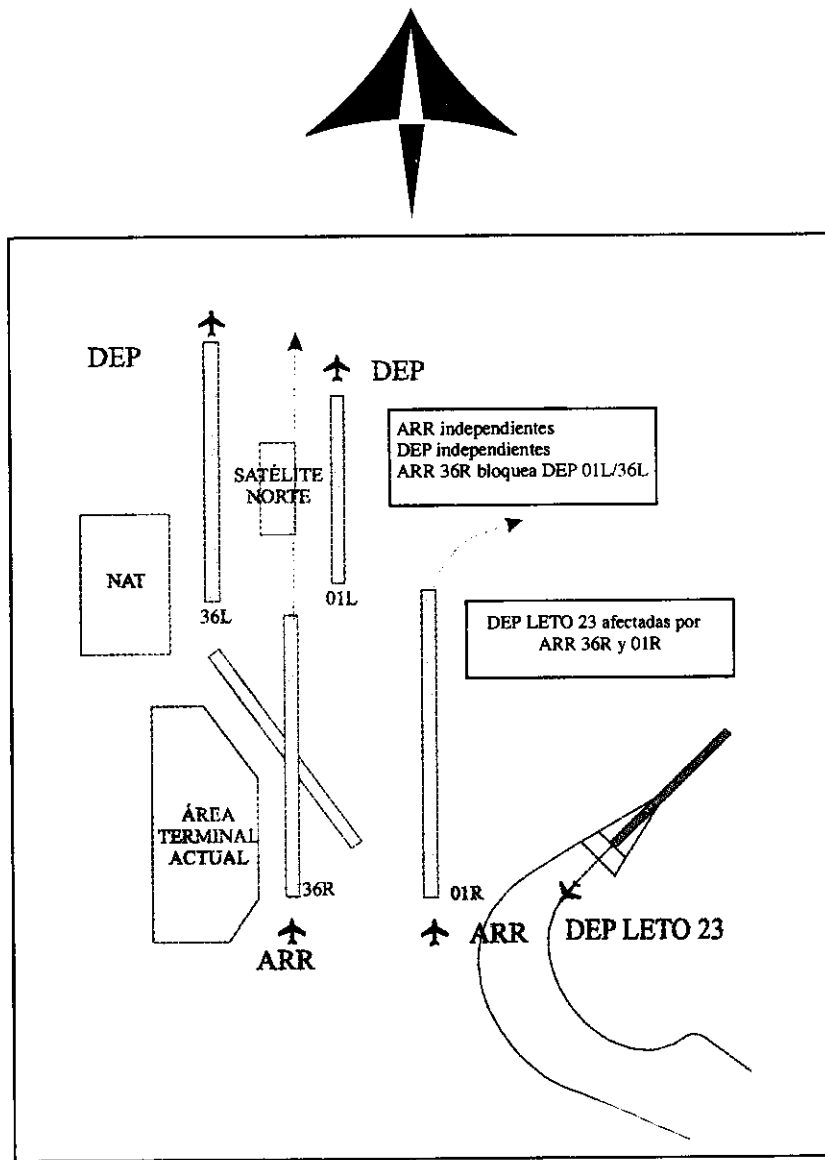 DEP
DEP
ARR independientes
DEP independientes
ARR 36R bloquea DEP 01L/36L
SATÉLITE
NORTE
NAT
36L
01L
DEP LETO 23 afectadas por
ARR 36R y 01R
ÁREA
TERMINAL
ACTUAL
36R
01R
ARR
ARR
DEP LETO 23